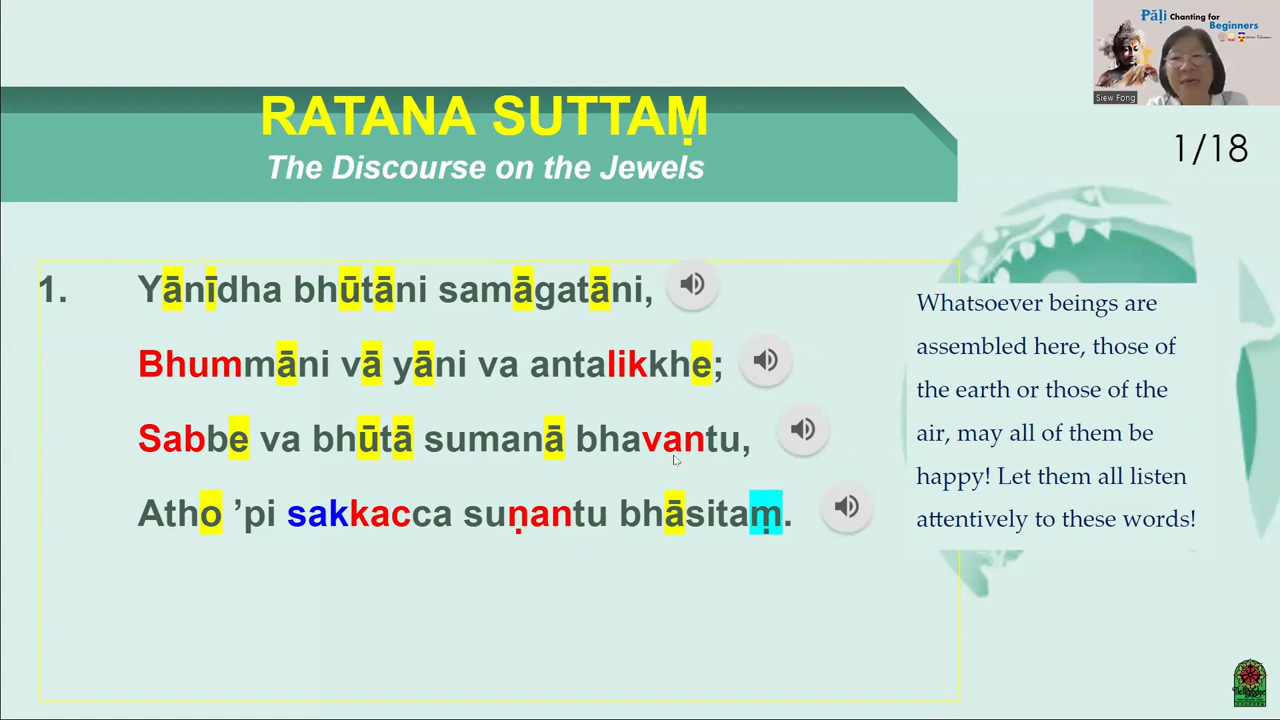 Pāḷi Chanting for
Beginners
Siew Fong
RATANA SUTTAṂ
The Discourse on the Jewels
1/18
1. Yānīdha bhūtāni samāgatāni,
Bhummāni vā yāni va antalikkhe;
Sabbe va bhūtā sumanā bhavantu,
Atho ’pi sakkacca suṇantu bhāsitaṃ.
Whatsoever beings are
assembled here, those of
the earth or those of the
air, may all of them be
happy! Let them all listen
attentively to these words!